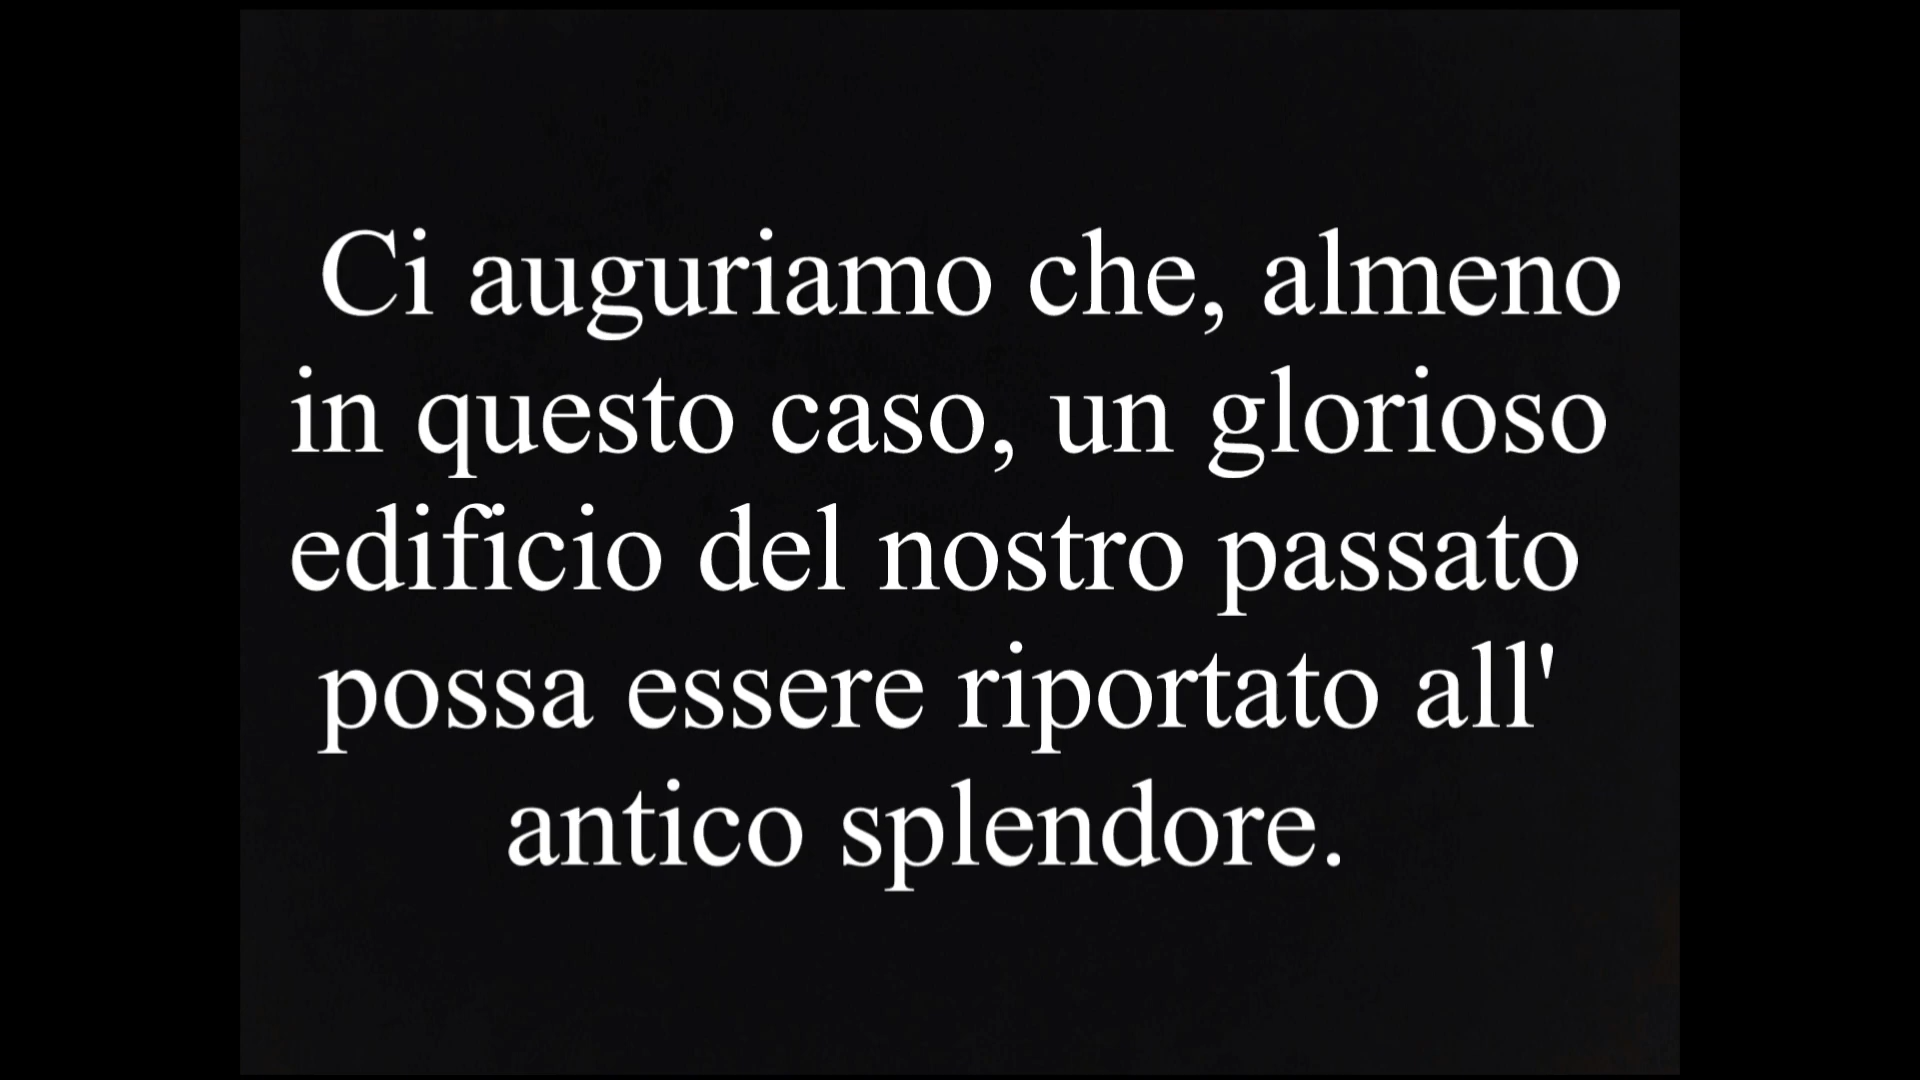 Ci auguriamo che, almeno
in questo caso, un glorioso
edificio del nostro passato
possa essere riportato all'
antico splendore.